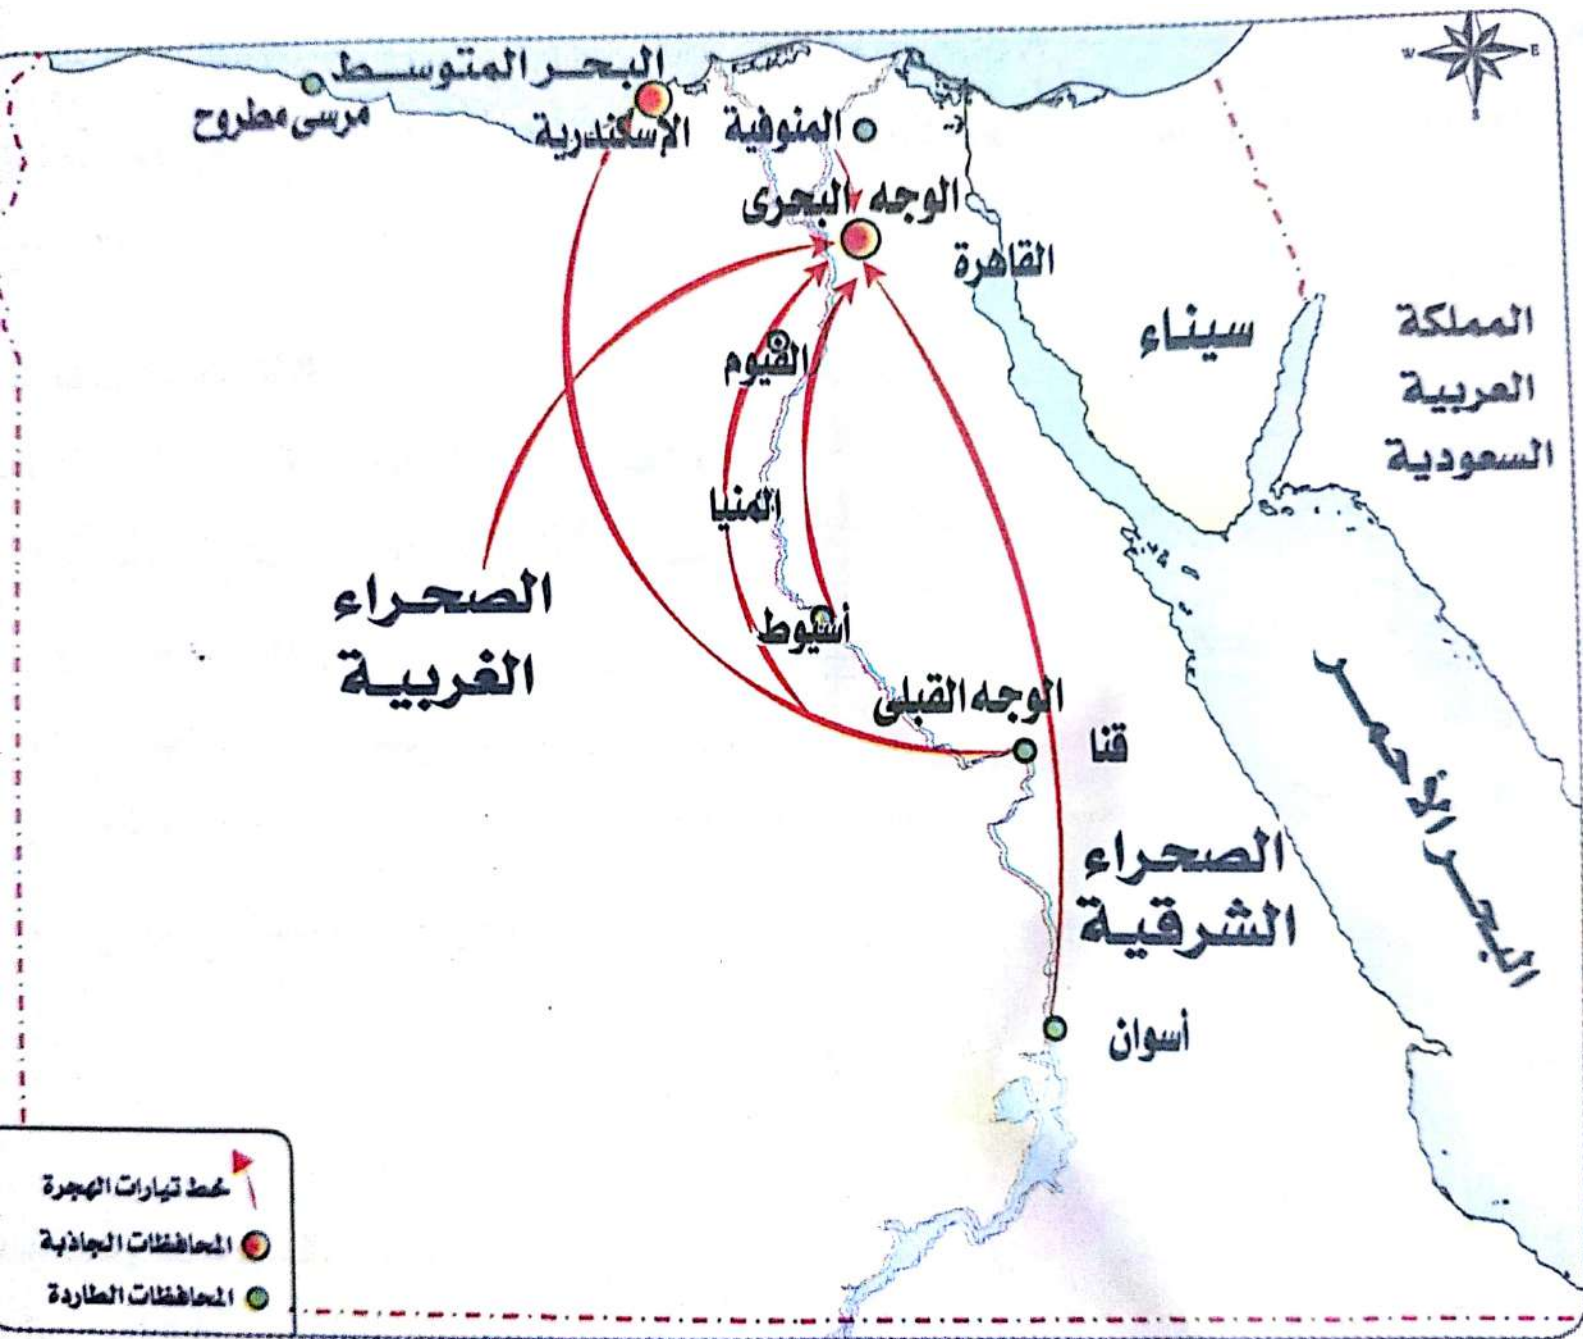 W
E
S
البحر المتوسط
مرسى مطروح
الإسكندرية
المنوفية
الوجه البحرى
القاهرة
سيناء
المملكة
العربية
السعودية
الفيوم
المنيا
أسيوط
الصحراء
الغربية
الوجه القبلى
قنا
الصحراء
الشرقية
البحر الأحمر
أسوان
خط تيارات الهجرة
المحافظات الجاذبة
المحافظات الطاردة